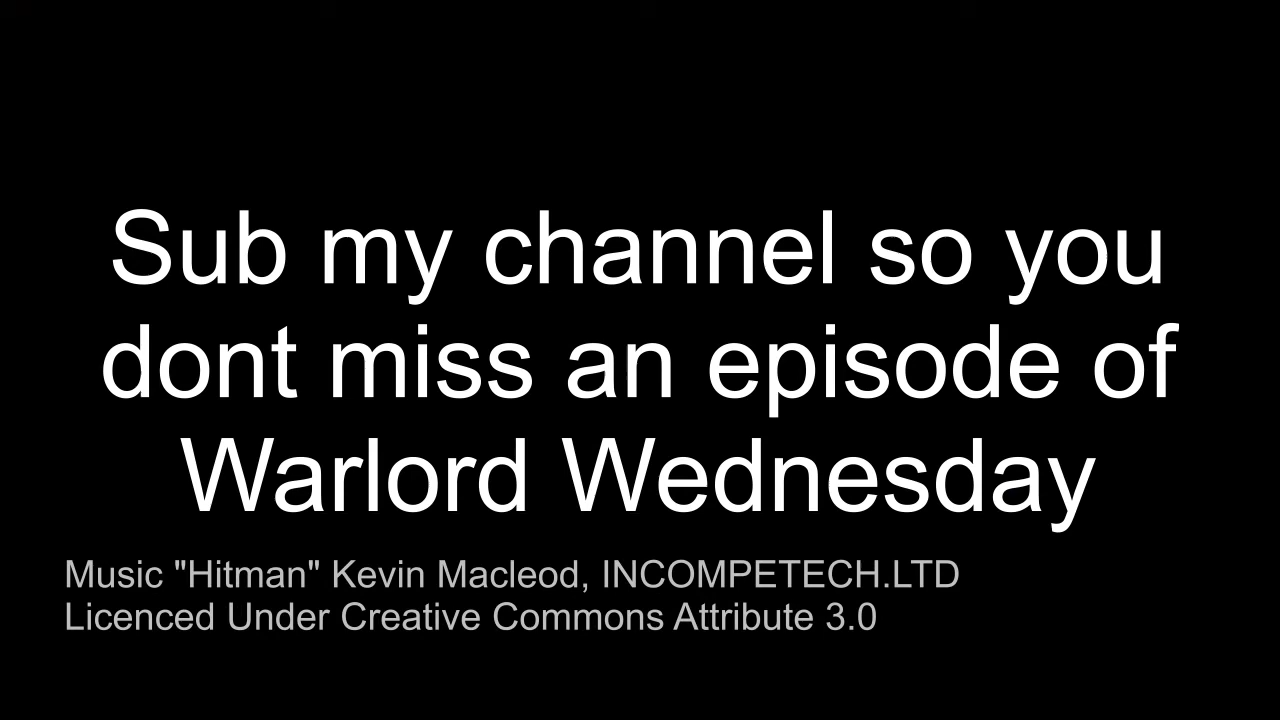 Sub my channel so you
dont miss an episode of
Warlord Wednesday
Music "Hitman" Kevin Macleod, INCOMPETECH.LTD
Licenced Under Creative Commons Attribute 3.0